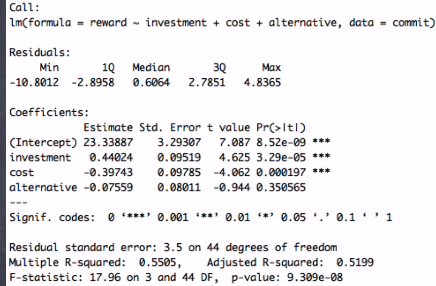 Call:
lm(formula = reward ~ investment + cost + alternative, data = commit)
Residuals:
Min 1Q Median 3Q Max
-10.8012 -2.8958 0.6064 2.7851 4.8365
Coefficients:
Estimate Std. Error t value Pr(>|t|)
(Intercept) 23.33887 3.29307 7.087 8.52e-09 ***
investment 0.44024 0.09519 4.625 3.29e-05 ***
cost -0.39743 0.09785 -4.062 0.000197 ***
alternative -0.07559 0.08011 -0.944 0.350565
---
Signif. codes: 0 ‘***’ 0.001 ‘**’ 0.01 ‘*’ 0.05 ‘.’ 0.1 ‘ ’ 1
Residual standard error: 3.5 on 44 degrees of freedom
Multiple R-squared: 0.5505, Adjusted R-squared: 0.5199
F-statistic: 17.96 on 3 and 44 DF, p-value: 9.309e-08